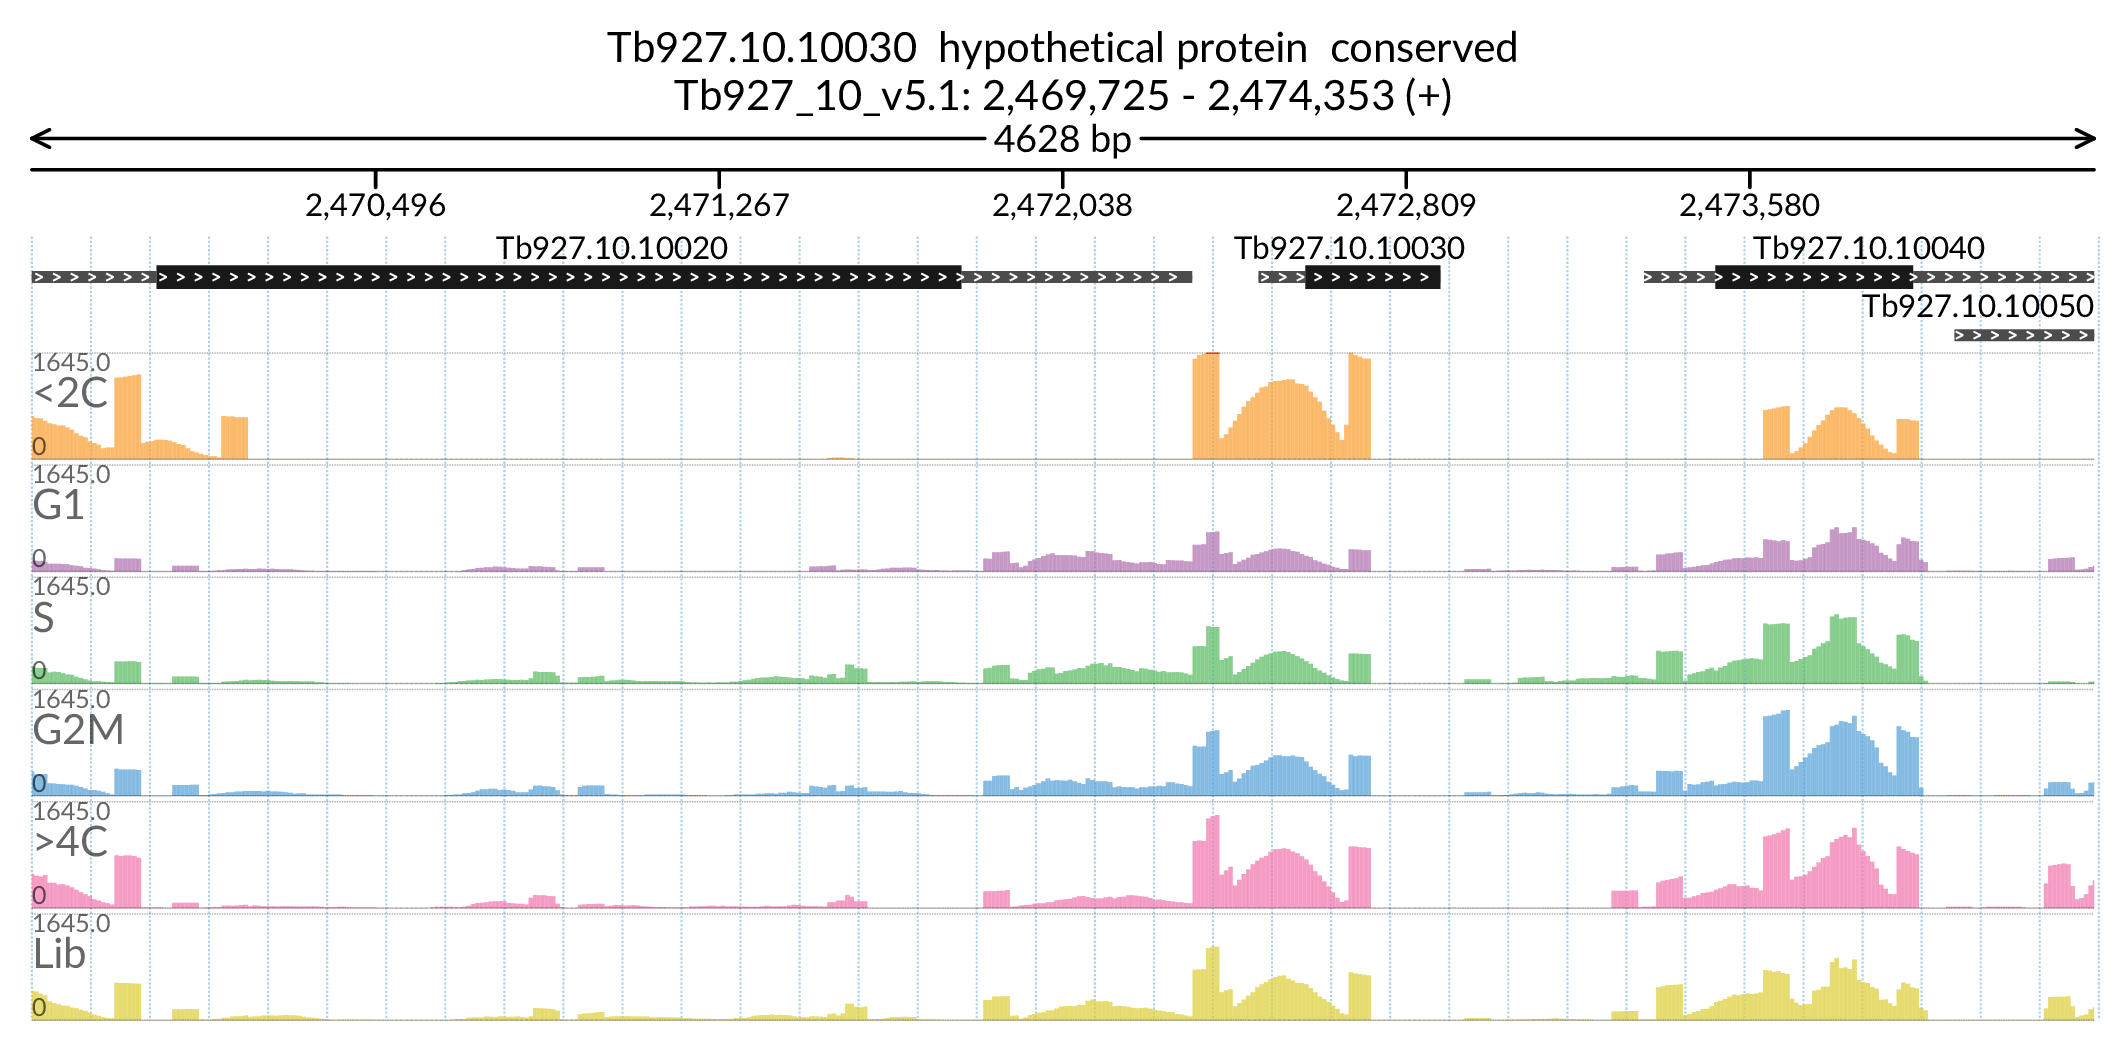 Tb927.10.10030  hypothetical protein  conserved
Tb927_10_v5.1: 2,469,725 - 2,474,353 (+)
4628 bp
2,470,496 2,471,267 2,472,038 2,472,809 2,473,580
Tb927.10.10020 Tb927.10.10030 Tb927.10.10040
Tb927.10.10050
1645.0
<2C
0
1645.0
G1
0
1645.0
S
0
1645.0
G2M
0
1645.0
>4C
0
1645.0
Lib
0